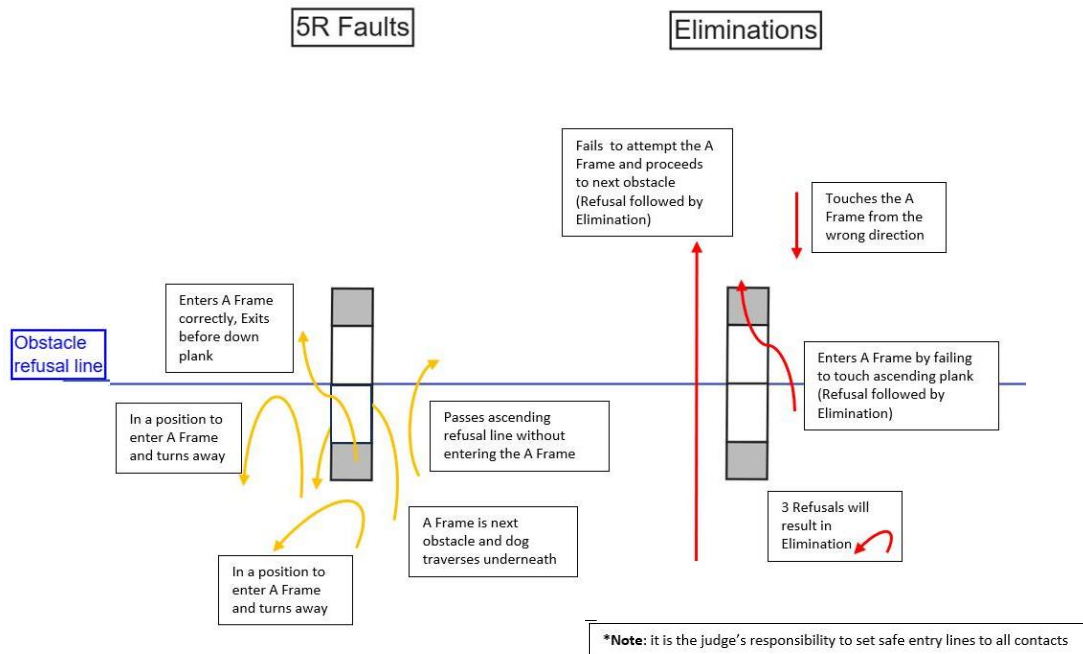 5R Faults
Eliminations
Fails to attempt the A
Frame and proceeds
to next obstacle
(Refusal followed by
Elimination)
Touches the A
Frame from the
wrong direction
Enters A Frame
correctly, Exits
before down
plank
Obstacle
refusal line
Enters A Frame by failing
to touch ascending plank
(Refusal followed by
Elimination)
In a position to
enter A Frame
and turns away
Passes ascending
refusal line without
entering the A Frame
A Frame is next
obstacle and dog
traverses underneath
3 Refusals will
result in
Elimination
In a position to
enter A Frame
and turns away
*Note: it is the judge’s responsibility to set safe entry lines to all contacts